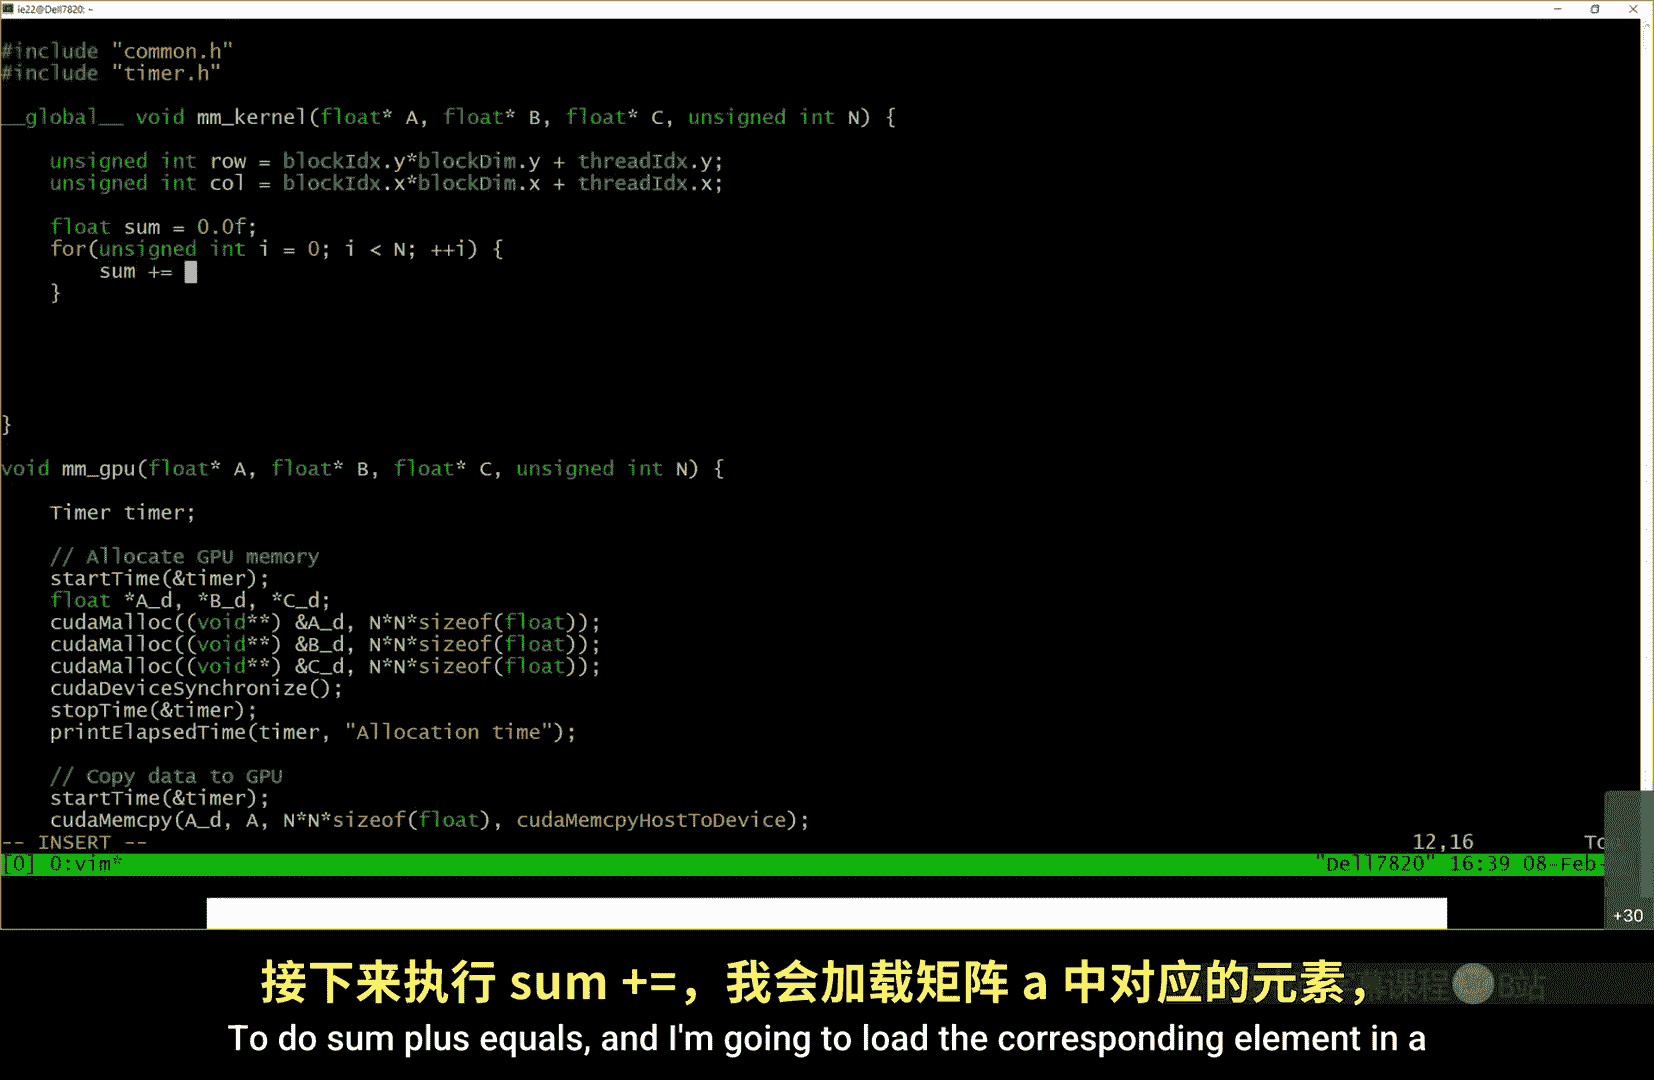 ie22@Dell7820: ~
#include "common.h"
#include "timer.h"
__global__ void mm_kernel(float* A, float* B, float* C, unsigned int N) {
unsigned int row = blockIdx.y*blockDim.y + threadIdx.y;
unsigned int col = blockIdx.x*blockDim.x + threadIdx.x;
float sum = 0.0f;
for(unsigned int i = 0; i < N; ++i) {
sum +=
}
}
void mm_gpu(float* A, float* B, float* C, unsigned int N) {
Timer timer;
// Allocate GPU memory
startTime(&timer);
float *A_d, *B_d, *C_d;
cudaMalloc((void**) &A_d, N*N*sizeof(float));
cudaMalloc((void**) &B_d, N*N*sizeof(float));
cudaMalloc((void**) &C_d, N*N*sizeof(float));
cudaDeviceSynchronize();
stopTime(&timer);
printElapsedTime(timer, "Allocation time");
// Copy data to GPU
startTime(&timer);
cudaMemcpy(A_d, A, N*N*sizeof(float), cudaMemcpyHostToDevice);
-- INSERT -- 12,16
[0] 0:vim* "Dell7820" 16:39 08-Feb-
+30
接下来执行 sum +=，我会加载矩阵 a 中对应的元素，
课程 B站
To do sum plus equals, and I'm going to load the corresponding element in a